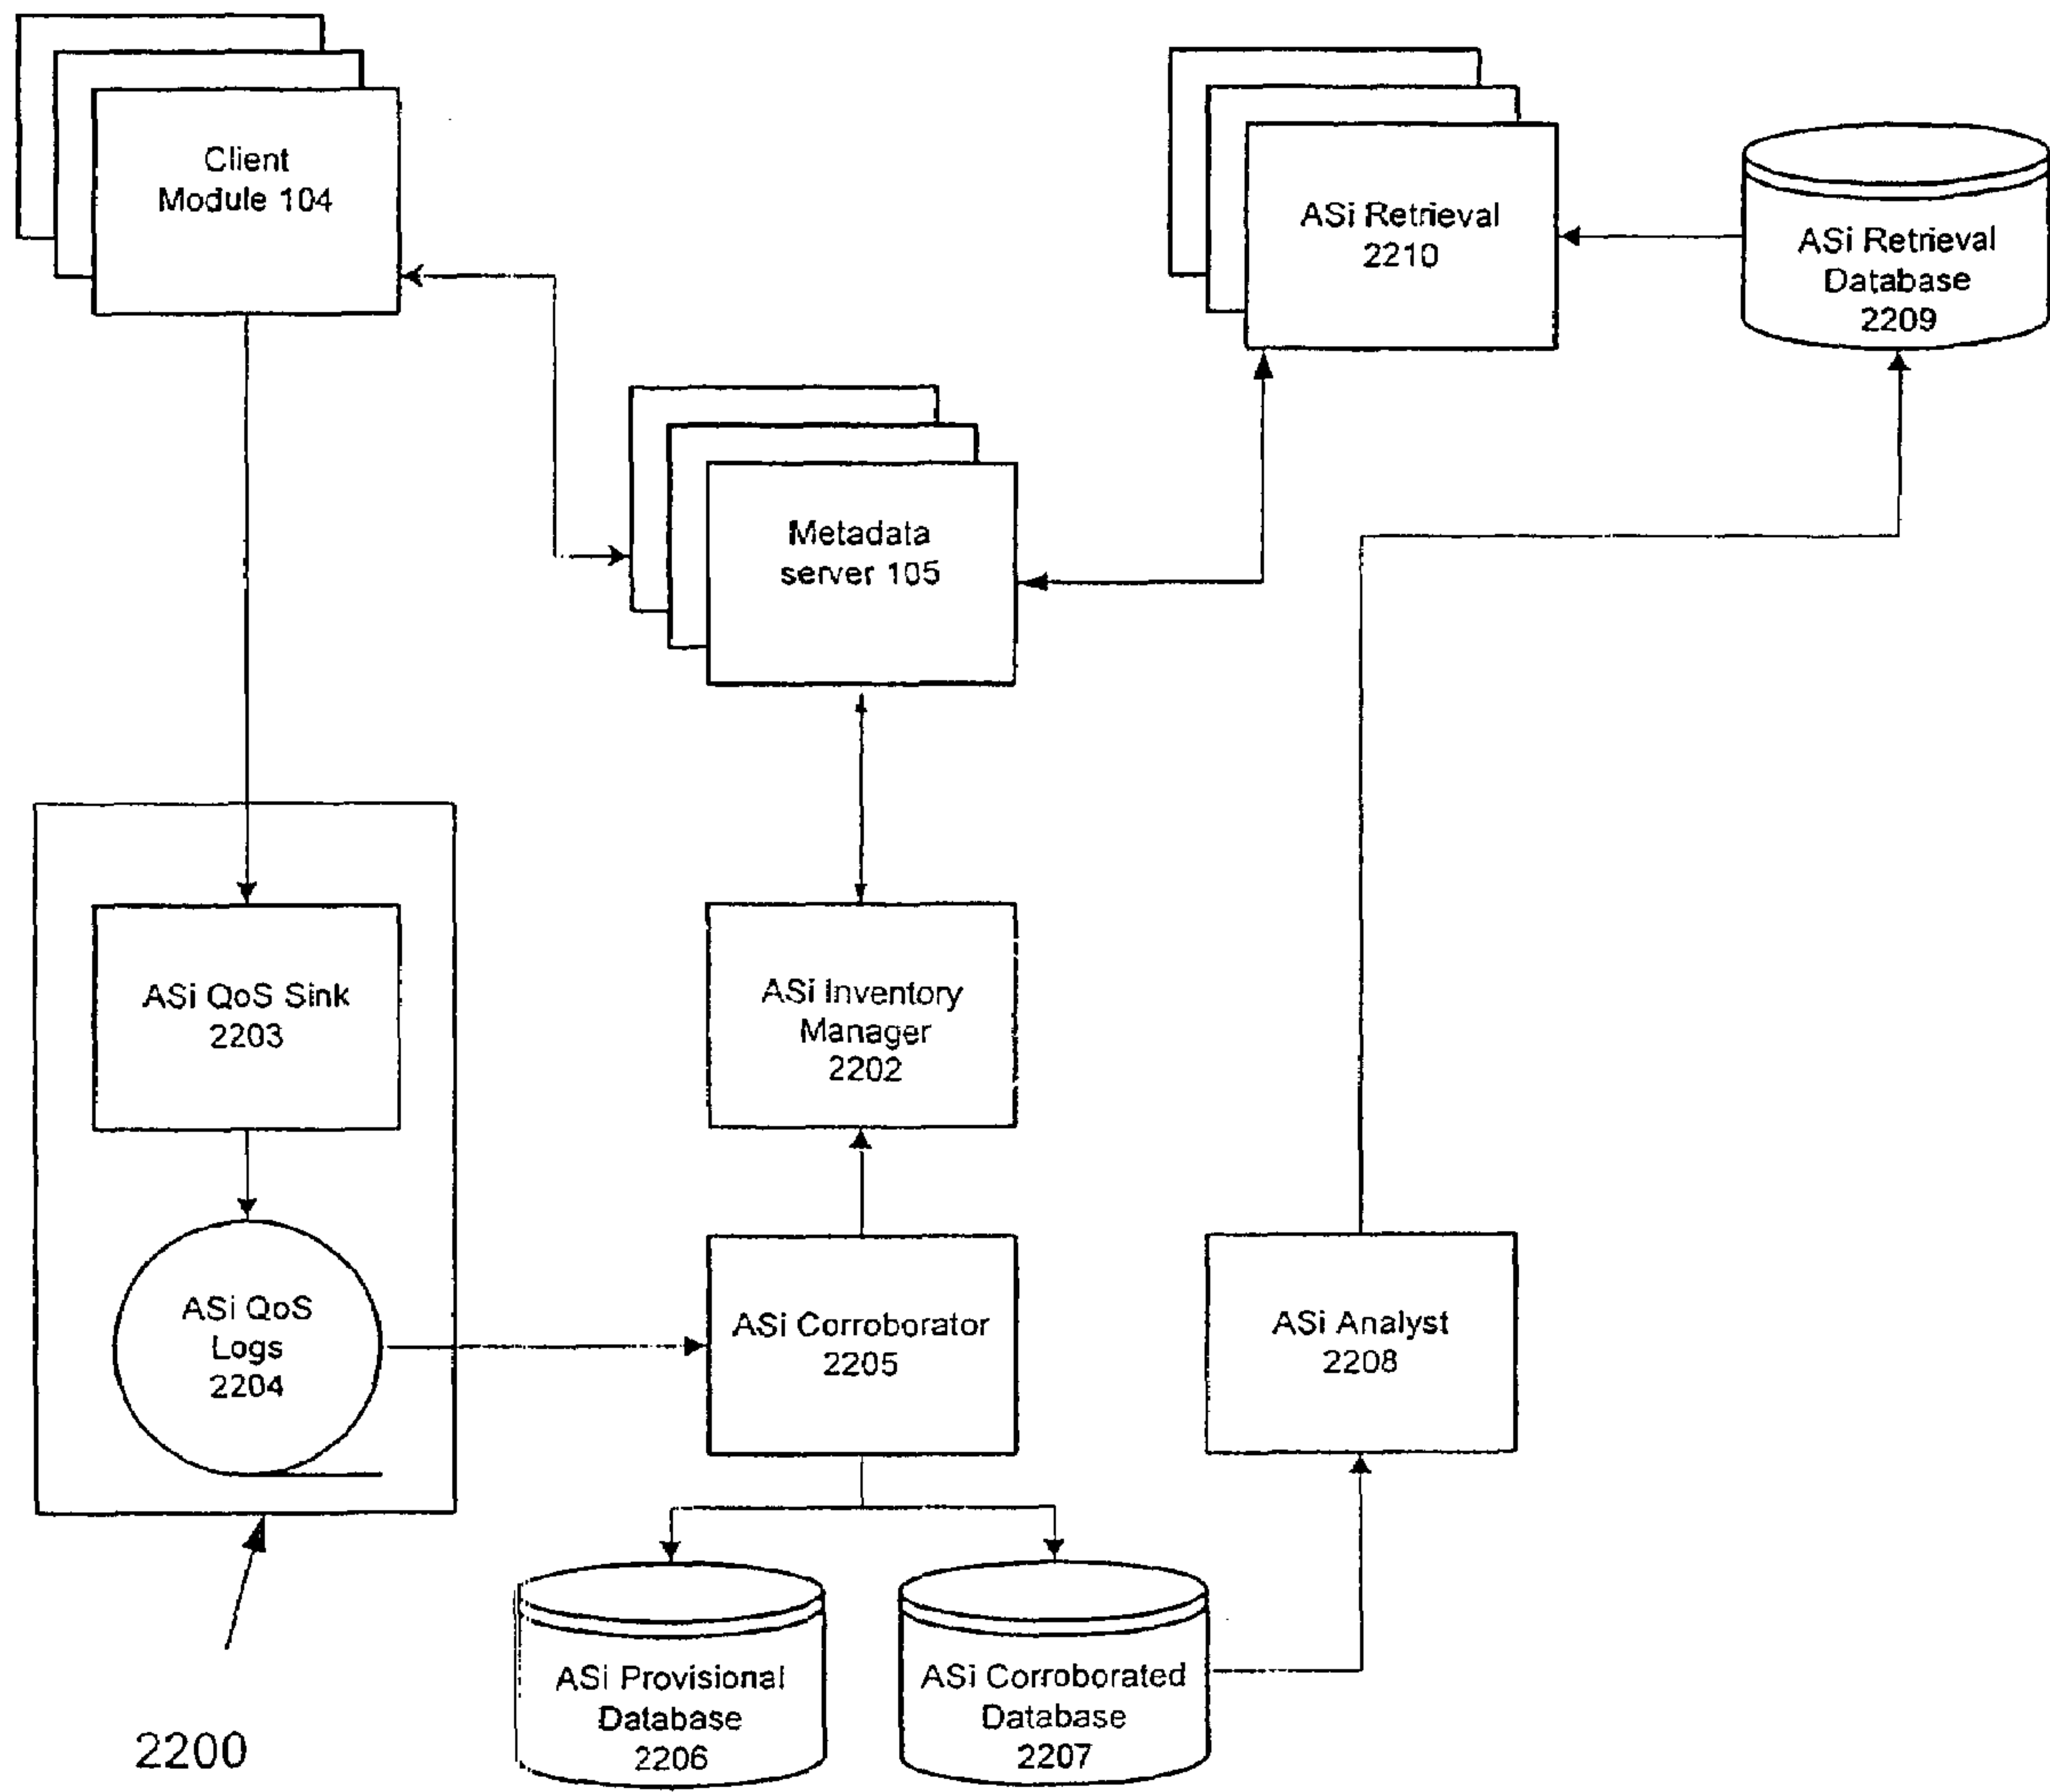 Client
Module 104
ASi Retrieval
2210
ASi Retrieval
Database
2209
Metadata
server 105
ASi QoS Sink
2203
ASi Inventory
Manager
2202
ASi QoS
Logs
2204
ASi Corroborator
2205
ASi Analyst
2208
ASi Provisional
Database
2206
ASi Corroborated
Database
2207
2200